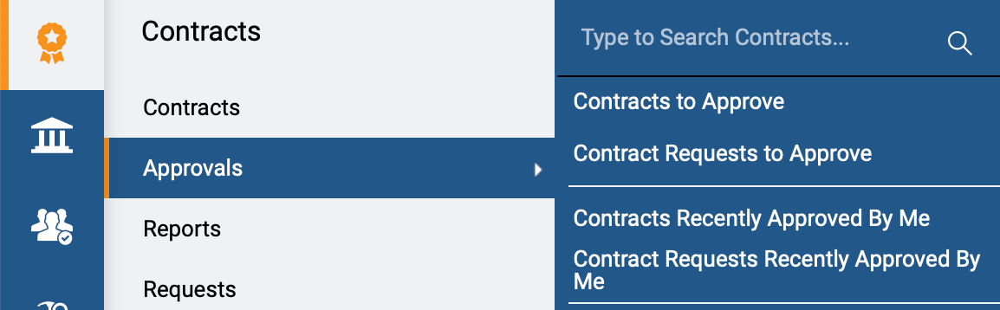 Contracts
Contracts
Approvals
Reports
Requests
Type to Search Contracts...
Contracts to Approve
Contract Requests to Approve
Contracts Recently Approved By Me
Contract Requests Recently Approved By
Me